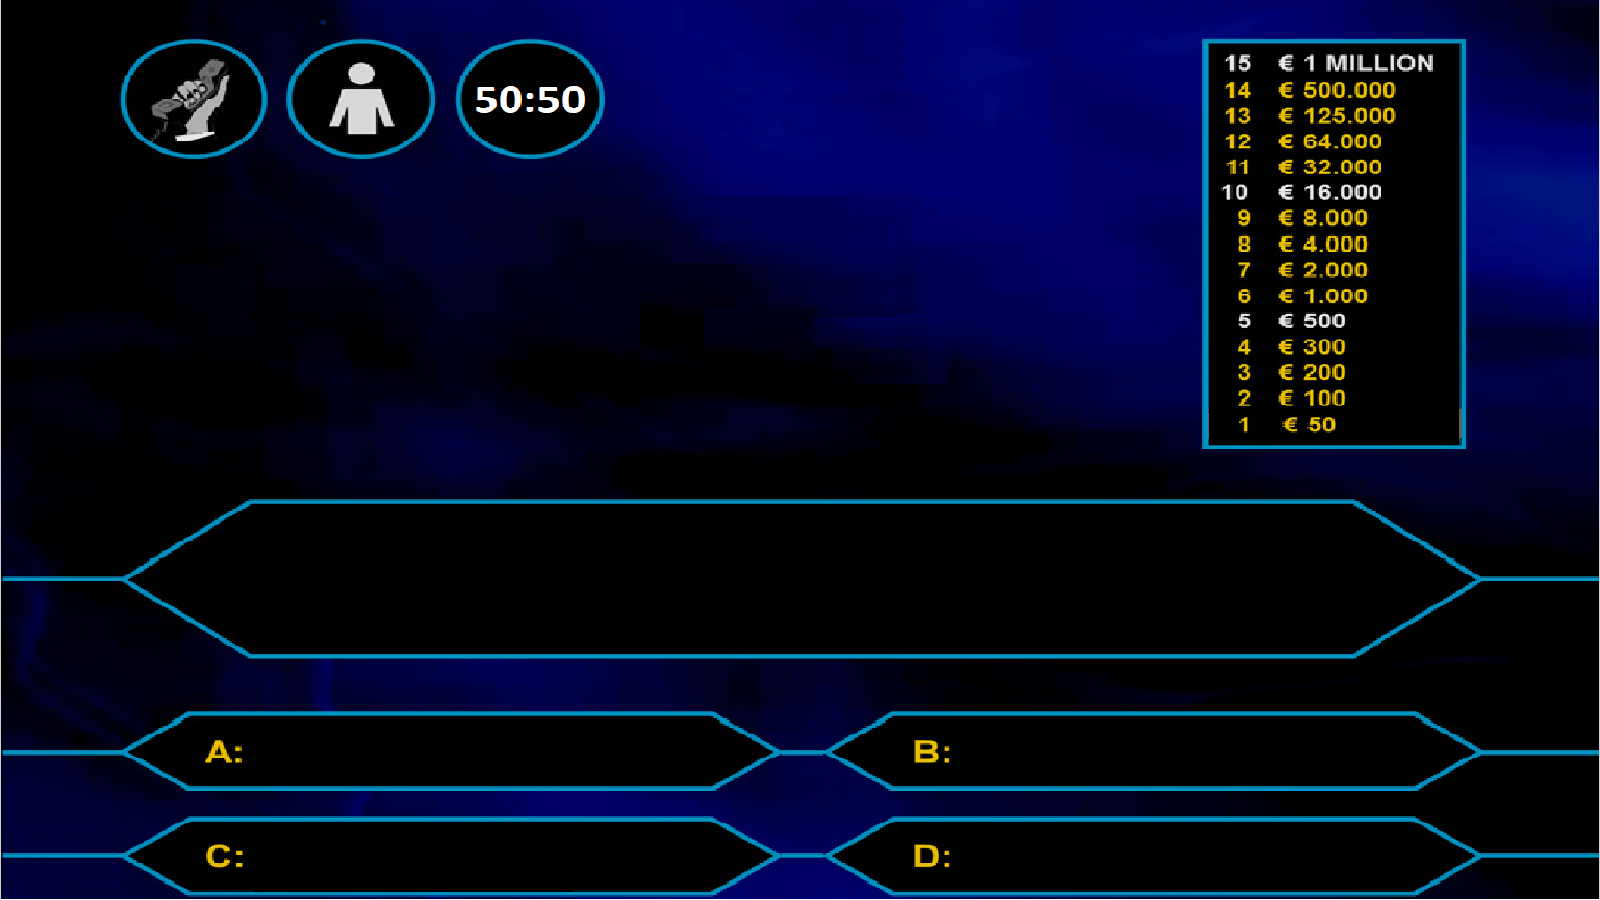 50:50
15 € 1 MILLION
14 € 500.000
13 € 125.000
12 € 64.000
11 € 32.000
10 € 16.000
9 € 8.000
8 € 4.000
7 € 2.000
6 € 1.000
5 € 500
4 € 300
3 € 200
2 € 100
1 € 50
A:
B:
C:
D: